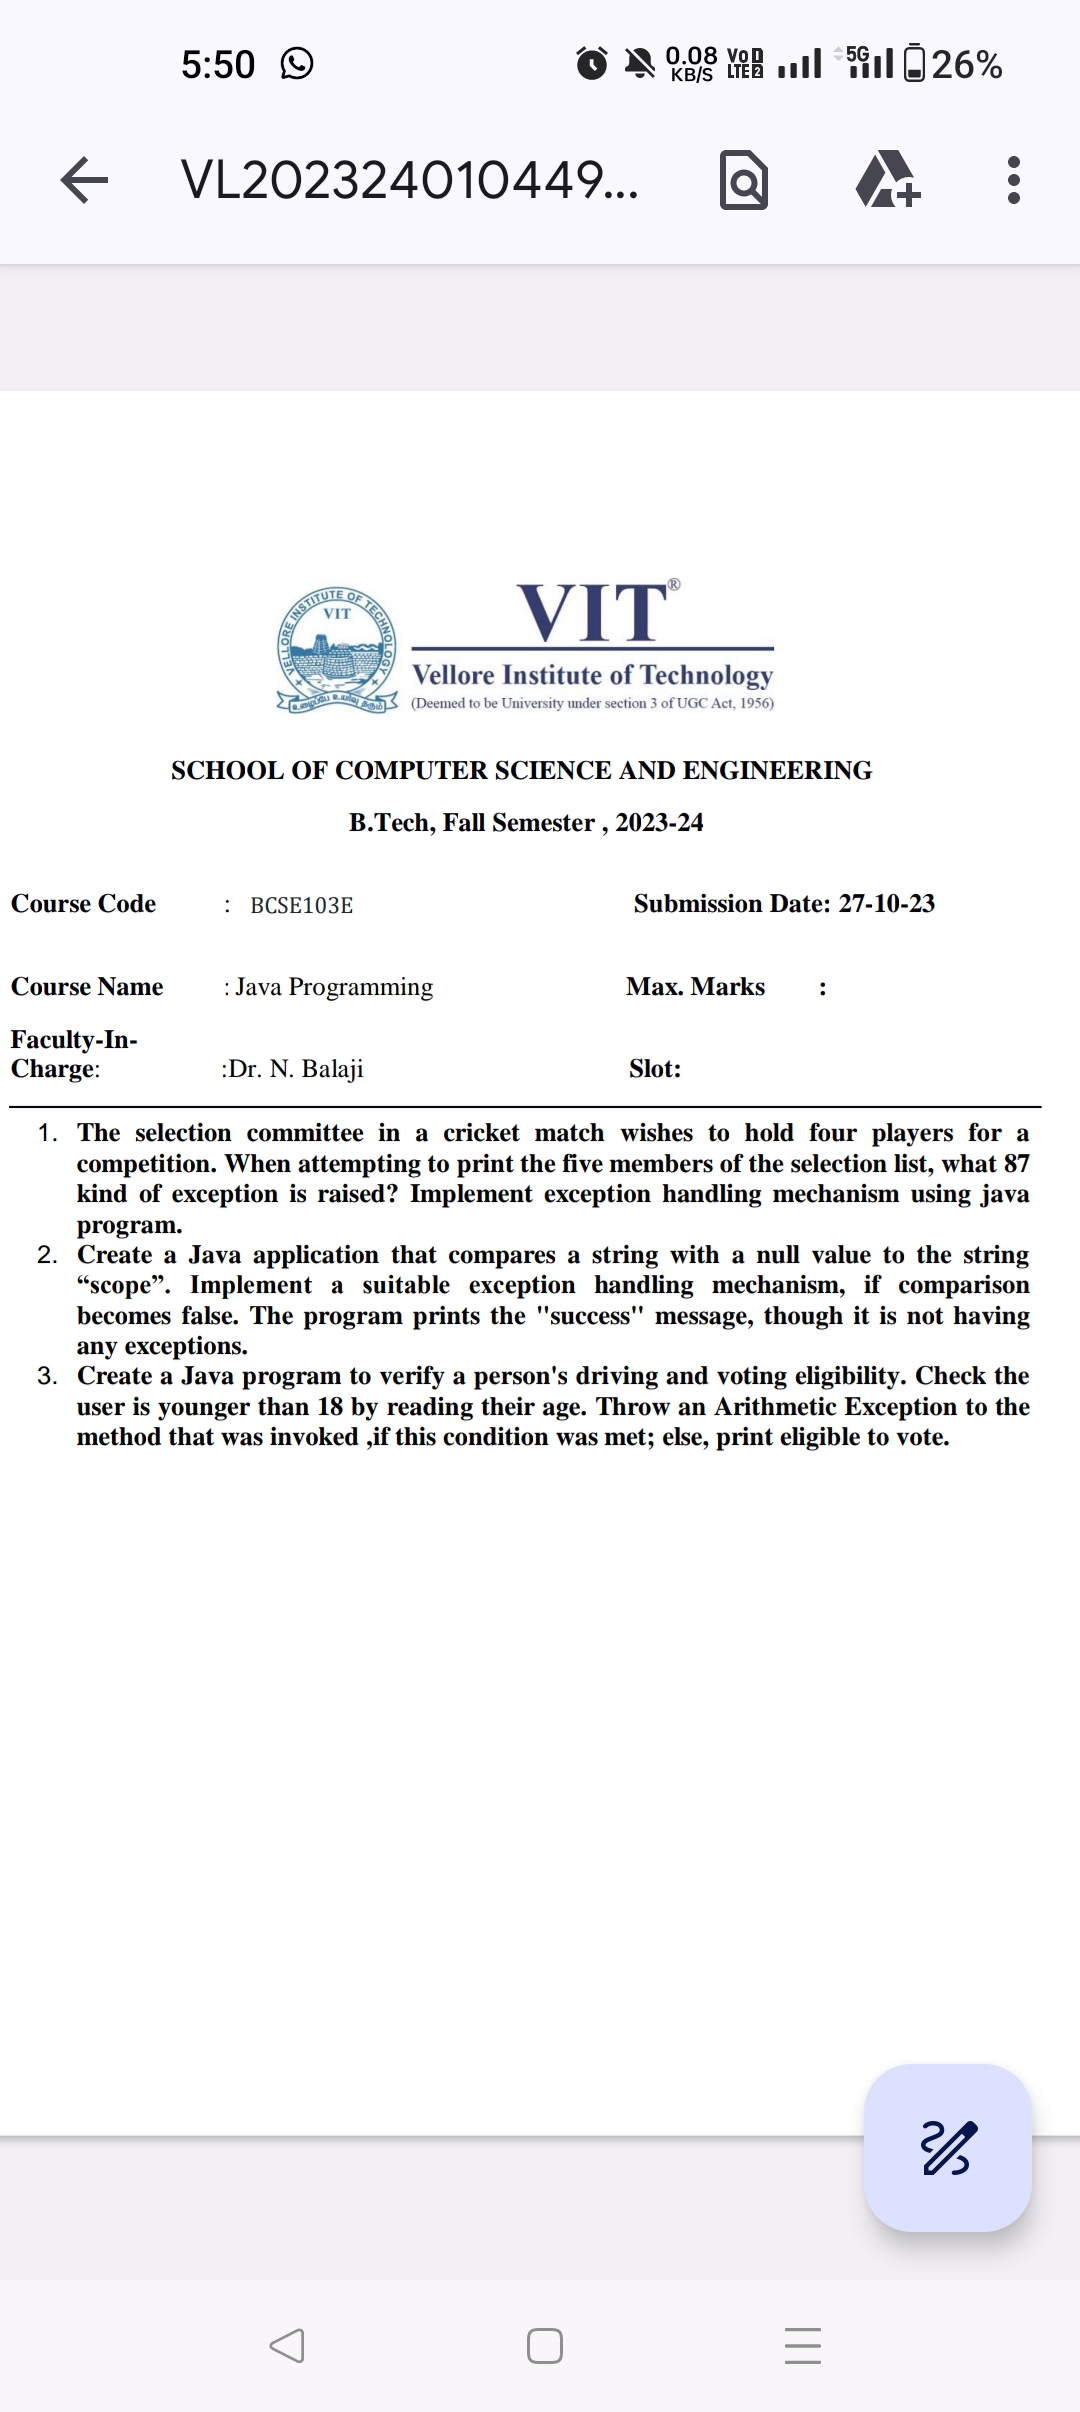 5:50
0.08 KB/S VoD LTE2 5G 26%
VL202324010449...
VELLORE INSTITUTE OF TECHNOLOGY
VIT
VIT®
Vellore Institute of Technology
(Deemed to be University under section 3 of UGC Act, 1956)
SCHOOL OF COMPUTER SCIENCE AND ENGINEERING
B.Tech, Fall Semester , 2023-24
Course Code : BCSE103E Submission Date: 27-10-23
Course Name : Java Programming Max. Marks :
Faculty-In-
Charge: :Dr. N. Balaji Slot:
1. The selection committee in a cricket match wishes to hold four players for a
competition. When attempting to print the five members of the selection list, what 87
kind of exception is raised? Implement exception handling mechanism using java
program.
2. Create a Java application that compares a string with a null value to the string
“scope”. Implement a suitable exception handling mechanism, if comparison
becomes false. The program prints the "success" message, though it is not having
any exceptions.
3. Create a Java program to verify a person's driving and voting eligibility. Check the
user is younger than 18 by reading their age. Throw an Arithmetic Exception to the
method that was invoked ,if this condition was met; else, print eligible to vote.